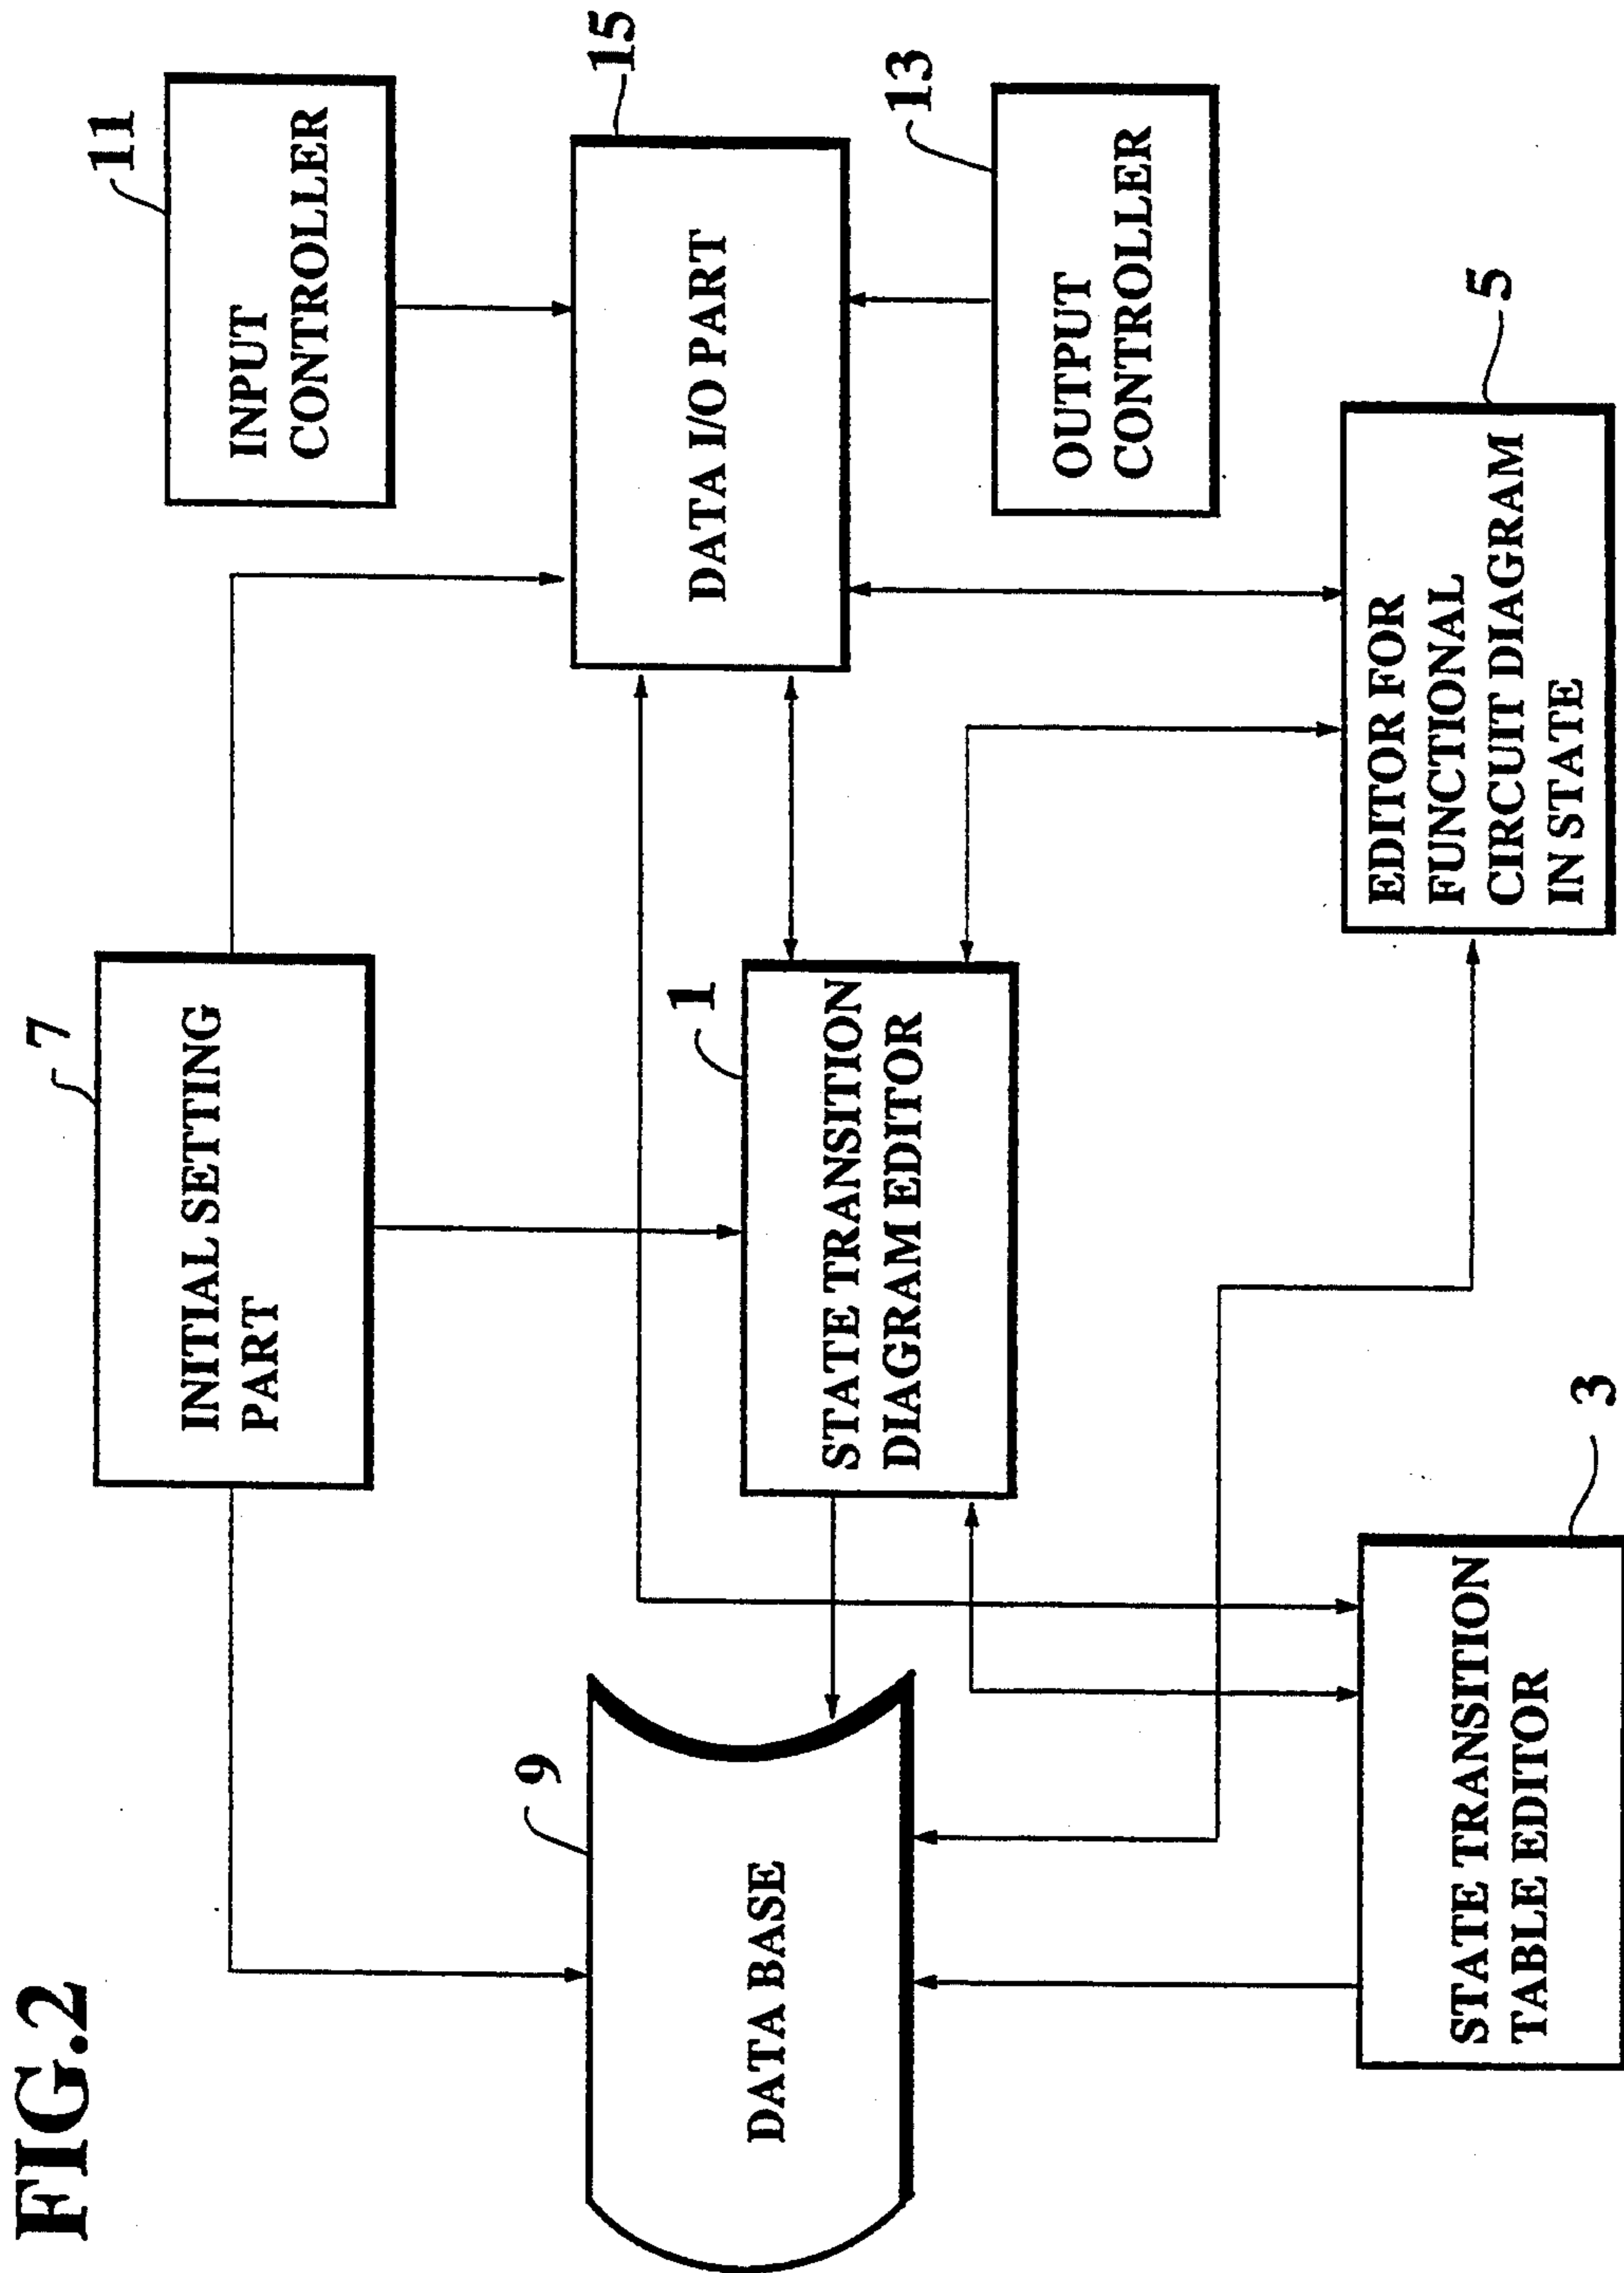 FIG.2
7
INITIAL SETTING
PART
11
INPUT
CONTROLLER
9
DATA BASE
1
STATE TRANSITION
DIAGRAM EDITOR
15
DATA I/O PART
13
OUTPUT
CONTROLLER
3
STATE TRANSITION
TABLE EDITOR
5
EDITOR FOR
FUNCTIONAL
CIRCUIT DIAGRAM
IN STATE